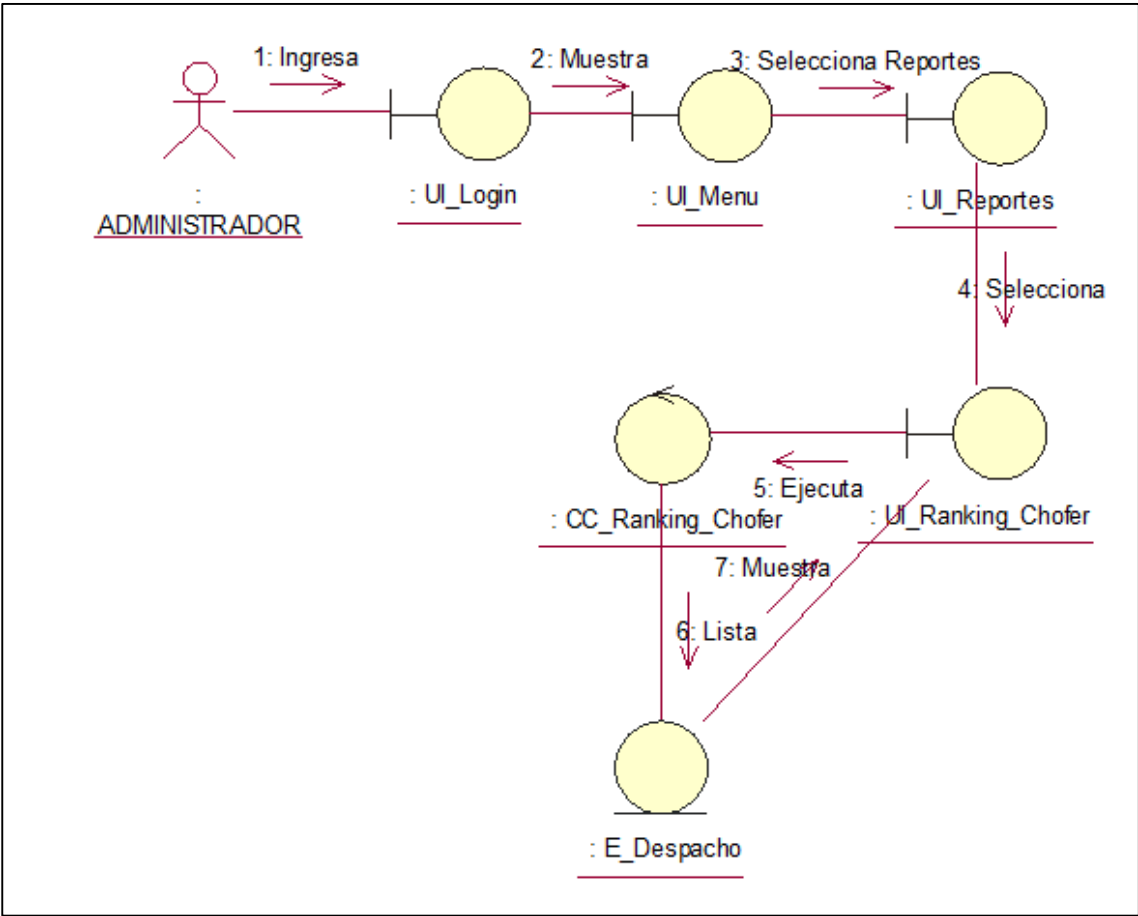 1: Ingresa
2: Muestra
3: Selecciona Reportes
:
ADMINISTRADOR
: UI_Login
: UI_Menu
: UI_Reportes
4: Selecciona
5: Ejecuta
: CC_Ranking_Chofer
: UI_Ranking_Chofer
7: Muestra
6: Lista
: E_Despacho